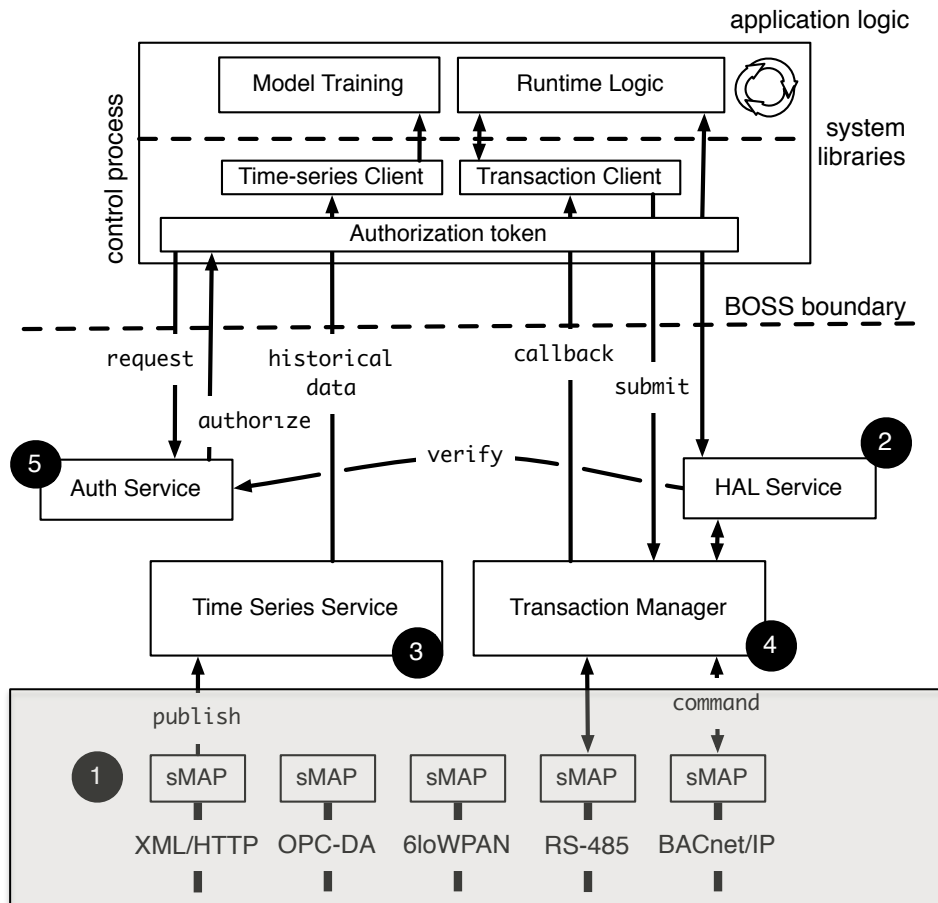 application logic
Model Training
Runtime Logic
control process
system
libraries
Time-series Client
Transaction Client
Authorization token
BOSS boundary
request
historical
data
callback
submit
authorize
verify
5
Auth Service
2
HAL Service
Time Series Service
3
Transaction Manager
4
publish
command
1
sMAP
sMAP
sMAP
sMAP
sMAP
XML/HTTP
OPC-DA
6loWPAN
RS-485
BACnet/IP